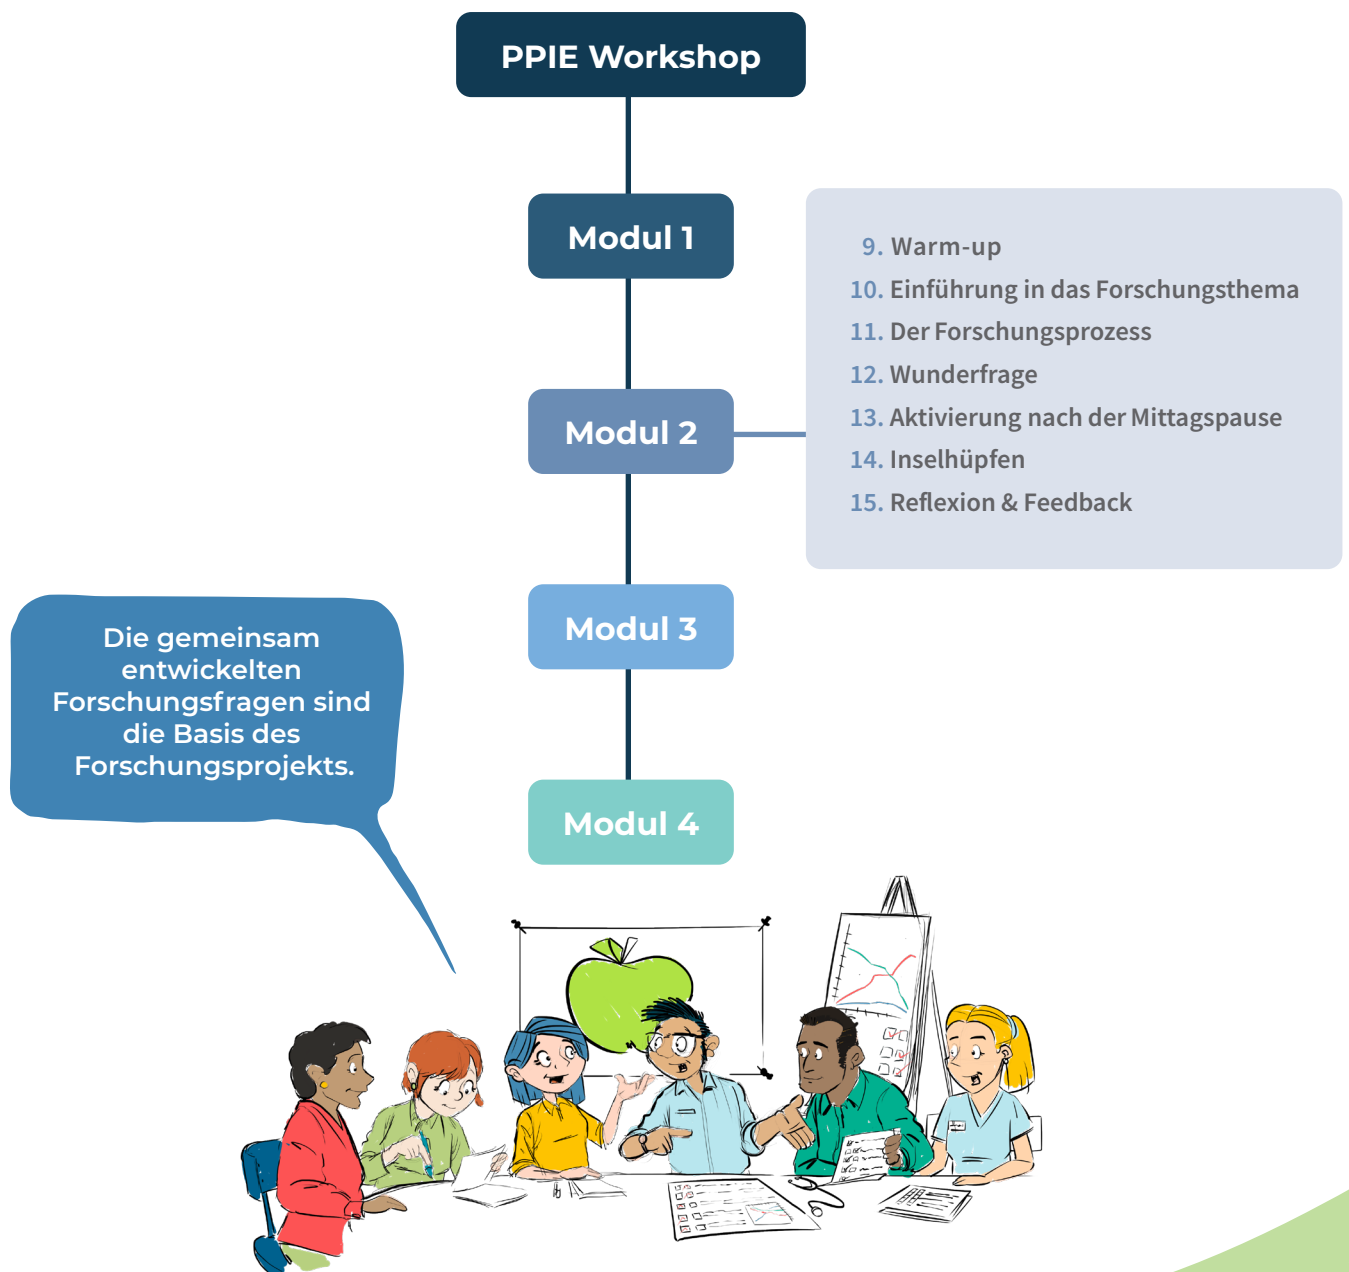 PPIE Workshop
Modul 1
9. Warm-up
10. Einführung in das Forschungsthema
11. Der Forschungsprozess
12. Wunderfrage
13. Aktivierung nach der Mittagspause
14. Inselhüpfen
15. Reflexion & Feedback
Modul 2
Modul 3
Die gemeinsam
entwickelten
Forschungsfragen sind
die Basis des
Forschungsprojekts.
Modul 4